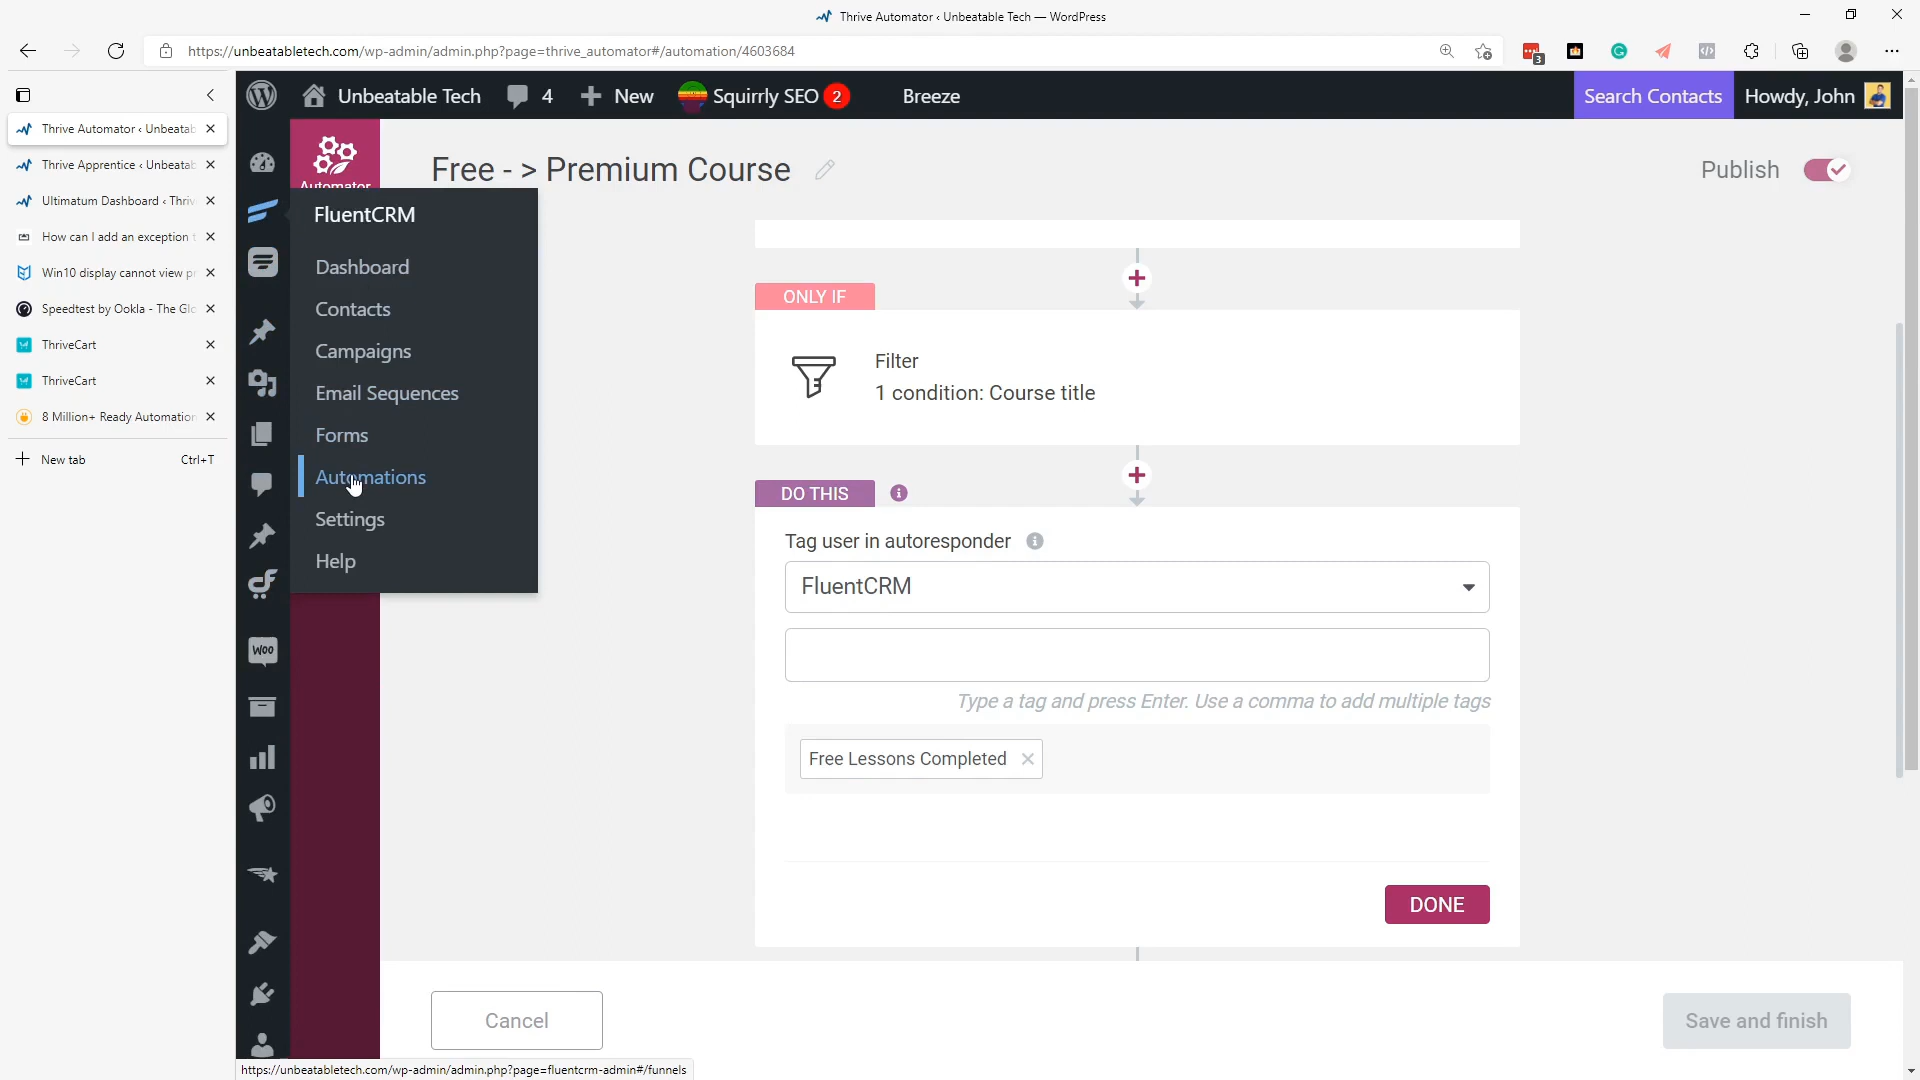 Thrive Automator ‹ Unbeatable Tech — WordPress
https://unbeatabletech.com/wp-admin/admin.php?page=thrive_automator#/automation/4603684
3
Thrive Automator ‹ Unbeatab
Thrive Apprentice ‹ Unbeatab
Ultimatum Dashboard ‹ Thriv
How can I add an exception t
Win10 display cannot view pr
Speedtest by Ookla - The Glo
ThriveCart
ThriveCart
8 Million+ Ready Automation
New tab Ctrl+T
Unbeatable Tech 4 New Squirrly SEO 2 Breeze Search Contacts Howdy, John
Automator
Free - > Premium Course
Publish
FluentCRM
Dashboard
Contacts
Campaigns
Email Sequences
Forms
Automations
Settings
Help
Woo
ONLY IF
Filter
1 condition: Course title
DO THIS
Tag user in autoresponder
FluentCRM
Type a tag and press Enter. Use a comma to add multiple tags
Free Lessons Completed
DONE
Cancel
Save and finish
https://unbeatabletech.com/wp-admin/admin.php?page=fluentcrm-admin#/funnels